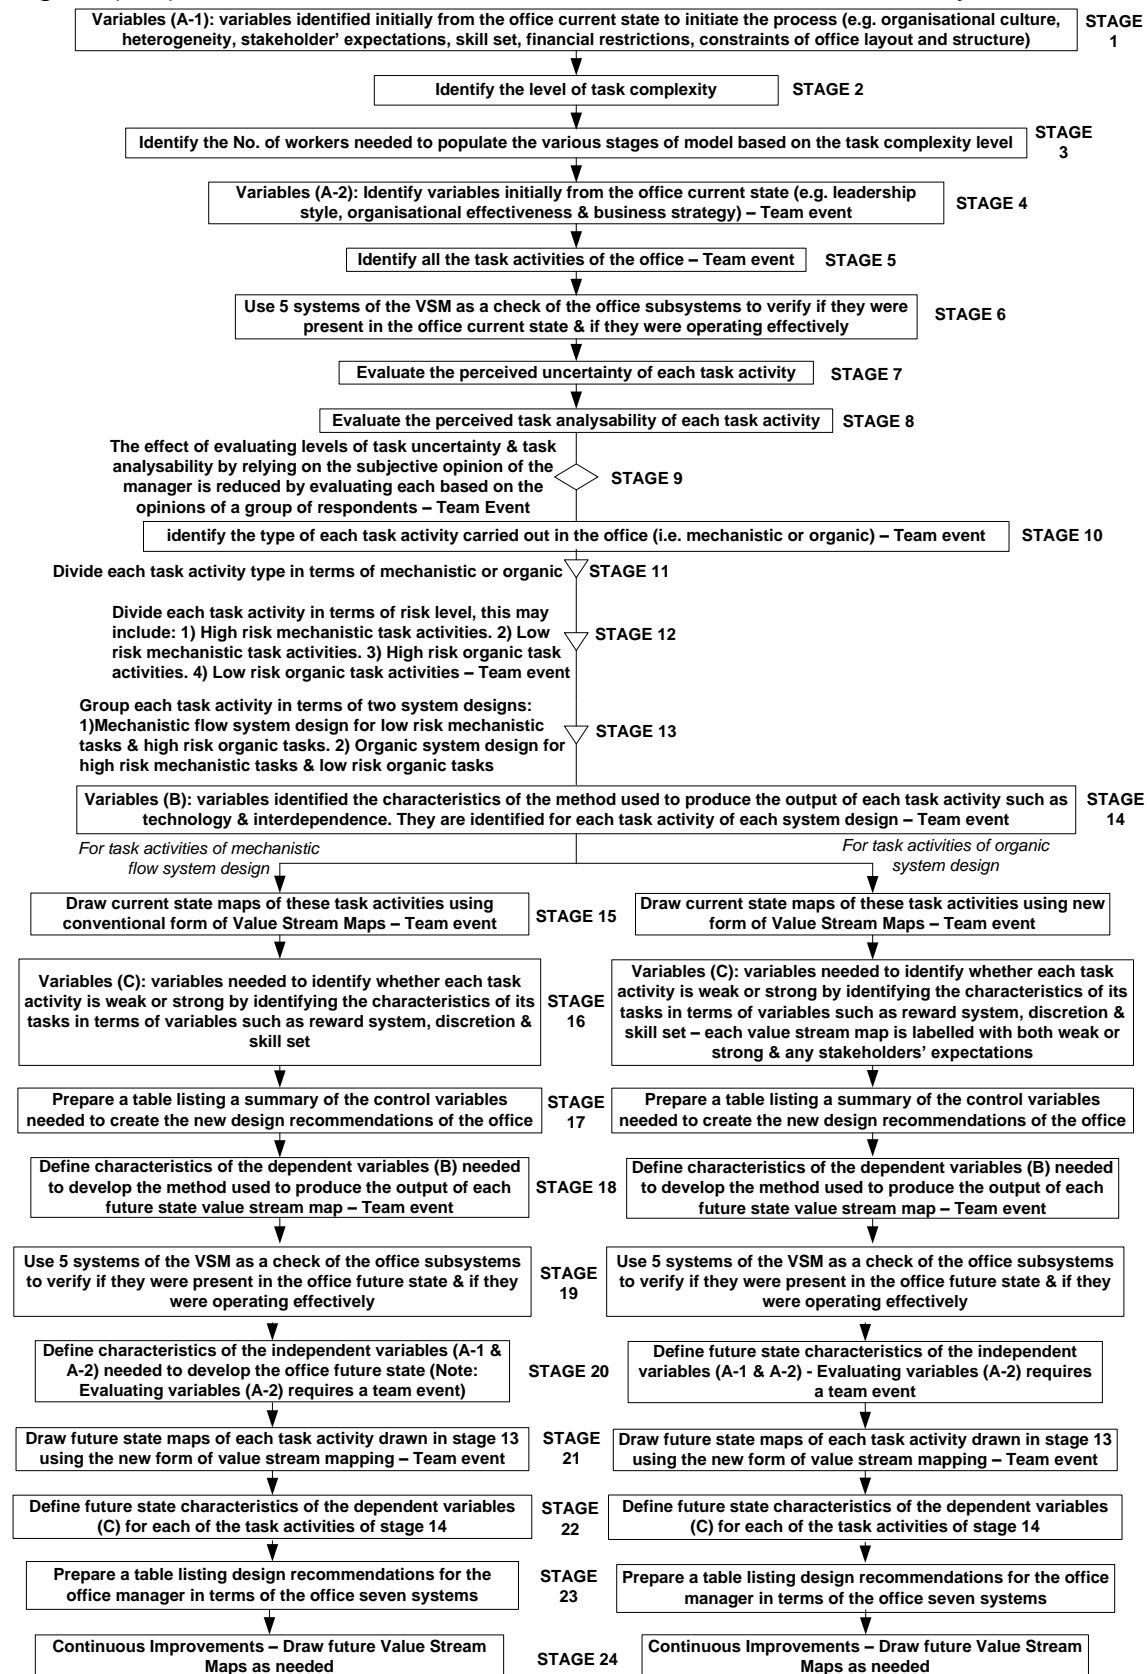 Variables (A-1): variables identified initially from the office current state to initiate the process (e.g. organisational culture,
heterogeneity, stakeholder' expectations, skill set, financial restrictions, constraints of office layout and structure)
STAGE
1
Identify the level of task complexity
STAGE 2
Identify the No. of workers needed to populate the various stages of model based on the task complexity level
STAGE
3
Variables (A-2): Identify variables initially from the office current state (e.g. leadership
style, organisational effectiveness & business strategy) – Team event
STAGE 4
Identify all the task activities of the office – Team event
STAGE 5
Use 5 systems of the VSM as a check of the office subsystems to verify if they were
present in the office current state & if they were operating effectively
STAGE 6
Evaluate the perceived uncertainty of each task activity
STAGE 7
Evaluate the perceived task analysability of each task activity
STAGE 8
The effect of evaluating levels of task uncertainty & task
analysability by relying on the subjective opinion of the
manager is reduced by evaluating each based on the
opinions of a group of respondents – Team Event
STAGE 9
identify the type of each task activity carried out in the office (i.e. mechanistic or organic) – Team event
STAGE 10
Divide each task activity type in terms of mechanistic or organic
STAGE 11
Divide each task activity in terms of risk level, this may
include: 1) High risk mechanistic task activities. 2) Low
risk mechanistic task activities. 3) High risk organic task
activities. 4) Low risk organic task activities – Team event
STAGE 12
Group each task activity in terms of two system designs:
1)Mechanistic flow system design for low risk mechanistic
tasks & high risk organic tasks. 2) Organic system design for
high risk mechanistic tasks & low risk organic tasks
STAGE 13
Variables (B): variables identified the characteristics of the method used to produce the output of each task activity such as
technology & interdependence. They are identified for each task activity of each system design – Team event
STAGE
14
For task activities of mechanistic
flow system design
For task activities of organic
system design
Draw current state maps of these task activities using
conventional form of Value Stream Maps – Team event
STAGE 15
Draw current state maps of these task activities using new
form of Value Stream Maps – Team event
Variables (C): variables needed to identify whether each task
activity is weak or strong by identifying the characteristics of its
tasks in terms of variables such as reward system, discretion &
skill set
STAGE
16
Variables (C): variables needed to identify whether each task
activity is weak or strong by identifying the characteristics of its
tasks in terms of variables such as reward system, discretion &
skill set – each value stream map is labelled with both weak or
strong & any stakeholders' expectations
Prepare a table listing a summary of the control variables
needed to create the new design recommendations of the office
STAGE
17
Prepare a table listing a summary of the control variables
needed to create the new design recommendations of the office
Define characteristics of the dependent variables (B) needed
to develop the method used to produce the output of each
future state value stream map – Team event
STAGE 18
Define characteristics of the dependent variables (B) needed
to develop the method used to produce the output of each
future state value stream map – Team event
Use 5 systems of the VSM as a check of the office subsystems
to verify if they were present in the office future state & if they
were operating effectively
STAGE
19
Use 5 systems of the VSM as a check of the office subsystems
to verify if they were present in the office future state & if they
were operating effectively
Define characteristics of the independent variables (A-1 &
A-2) needed to develop the office future state (Note:
Evaluating variables (A-2) requires a team event)
STAGE 20
Define future state characteristics of the independent
variables (A-1 & A-2) - Evaluating variables (A-2) requires
a team event
Draw future state maps of each task activity drawn in stage 13
using the new form of value stream mapping – Team event
STAGE
21
Draw future state maps of each task activity drawn in stage 13
using the new form of value stream mapping – Team event
Define future state characteristics of the dependent variables
(C) for each of the task activities of stage 14
STAGE
22
Define future state characteristics of the dependent variables
(C) for each of the task activities of stage 14
Prepare a table listing design recommendations for the
office manager in terms of the office seven systems
STAGE
23
Prepare a table listing design recommendations for the office
manager in terms of the office seven systems
Continuous Improvements – Draw future Value Stream
Maps as needed
STAGE 24
Continuous Improvements – Draw future Value Stream
Maps as needed